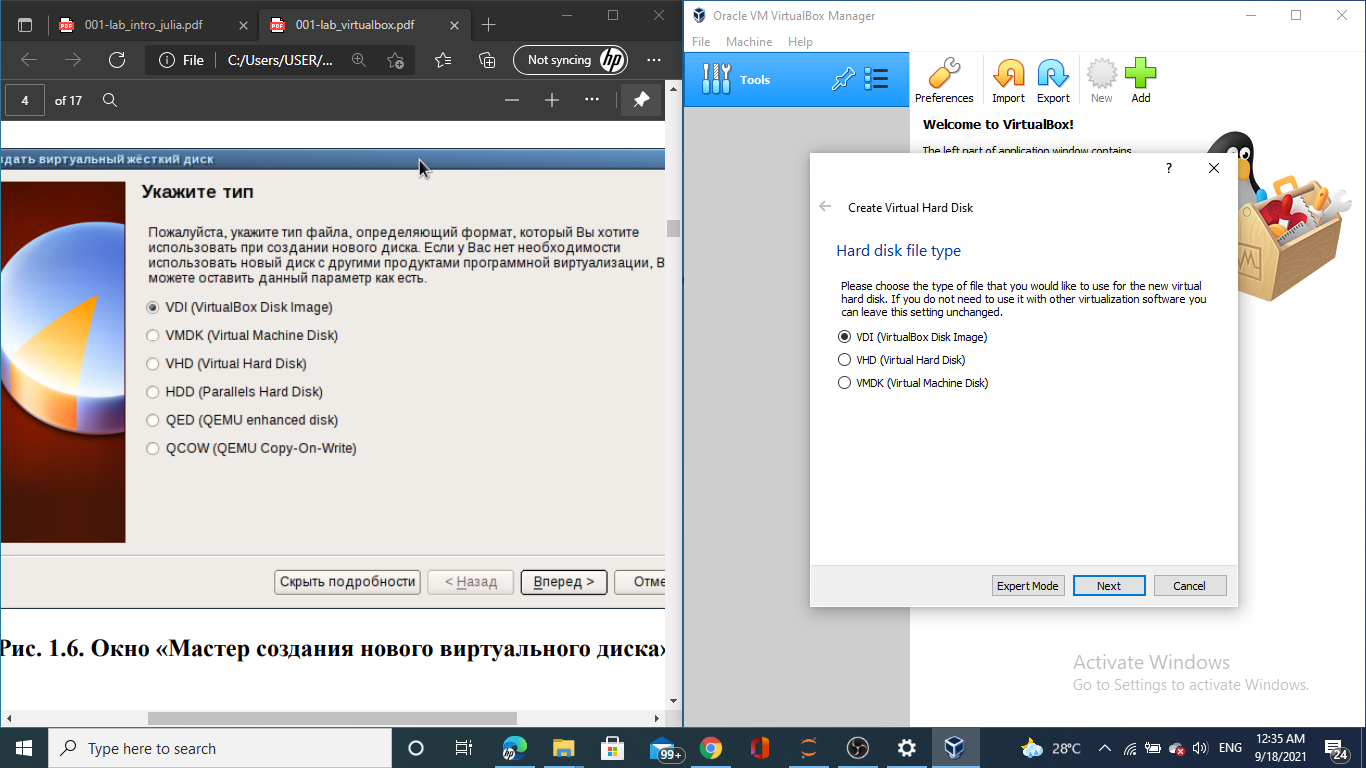 001-lab_intro_julia.pdf
001-lab_virtualbox.pdf
File
C:/Users/USER/...
Not syncing
4
of 17
здать виртуальный жёсткий диск
Укажите тип
Пожалуйста, укажите тип файла, определяющий формат, который Вы хотите
использовать при создании нового диска. Если у Вас нет необходимости
использовать новый диск с другими продуктами программной виртуализации, В
можете оставить данный параметр как есть.
VDI (VirtualBox Disk Image)
VMDK (Virtual Machine Disk)
VHD (Virtual Hard Disk)
HDD (Parallels Hard Disk)
QED (QEMU enhanced disk)
QCOW (QEMU Copy-On-Write)
Скрыть подробности
< Назад
Вперед >
Отме
Рис. 1.6. Окно «Мастер создания нового виртуального диска»
Oracle VM VirtualBox Manager
File Machine Help
Tools
Preferences
Import
Export
New
Add
Welcome to VirtualBox!
The left part of application window contains
?
Create Virtual Hard Disk
Hard disk file type
Please choose the type of file that you would like to use for the new virtual
hard disk. If you do not need to use it with other virtualization software you
can leave this setting unchanged.
VDI (VirtualBox Disk Image)
VHD (Virtual Hard Disk)
VMDK (Virtual Machine Disk)
Expert Mode
Next
Cancel
Activate Windows
Go to Settings to activate Windows.
Type here to search
99+
28°C
ENG
12:35 AM
9/18/2021
24